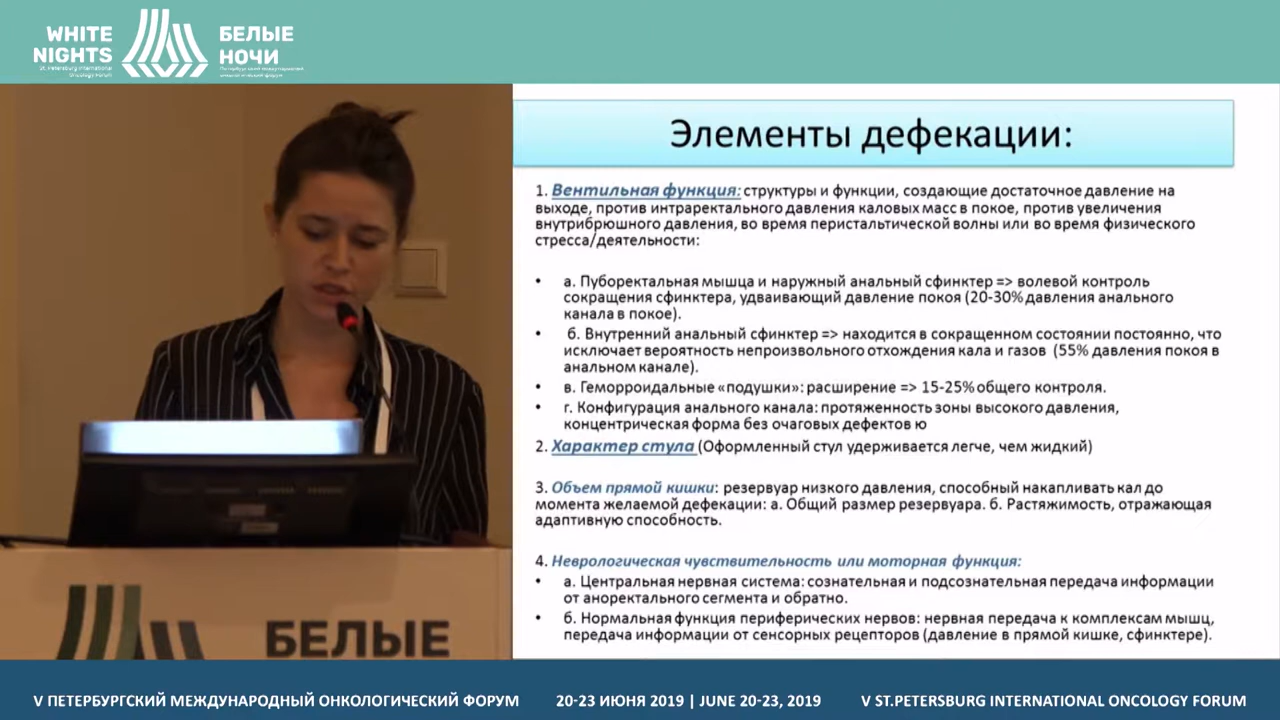 WHITE
NIGHTS
St. Petersburg International
Oncology Forum
БЕЛЫЕ
НОЧИ
Элементы дефекации:
1. Вентильная функция: структуры и функции, создающие достаточное давление на
выходе, против интраректального давления каловых масс в покое, против увеличения
внутрибрюшного давления, во время перистальтической волны или во время физического
стресса/деятельности:
• а. Пуборектальная мышца и наружный анальный сфинктер => волевой контроль
сокращения сфинктера, удваивающий давление покоя (20-30% давления анального
канала в покое).
• б. Внутренний анальный сфинктер => находится в сокращенном состоянии постоянно, что
исключает вероятность непроизвольного отхождения кала и газов (55% давления покоя в
анальном канале).
• в. Геморроидальные «подушки»: расширение => 15-25% общего контроля.
• г. Конфигурация анального канала: протяженность зоны высокого давления,
концентрическая форма без очаговых дефектов ю
2. Характер стула (Оформленный стул удерживается легче, чем жидкий)
3. Объем прямой кишки: резервуар низкого давления, способный накапливать кал до
момента желаемой дефекации: а. Общий размер резервуара. б. Растяжимость, отражающая
адаптивную способность.
4. Неврологическая чувствительность или моторная функция:
• а. Центральная нервная система: сознательная и подсознательная передача информации
от аноректального сегмента и обратно.
• б. Нормальная функция периферических нервов: нервная передача к комплексам мышц,
передача информации от сенсорных рецепторов (давление в прямой кишке, сфинктере).
БЕЛЫЕ
V ПЕТЕРБУРГСКИЙ МЕЖДУНАРОДНЫЙ ОНКОЛОГИЧЕСКИЙ ФОРУМ
20-23 ИЮНЯ 2019 | JUNE 20-23, 2019
V ST.PETERSBURG INTERNATIONAL ONCOLOGY FORUM